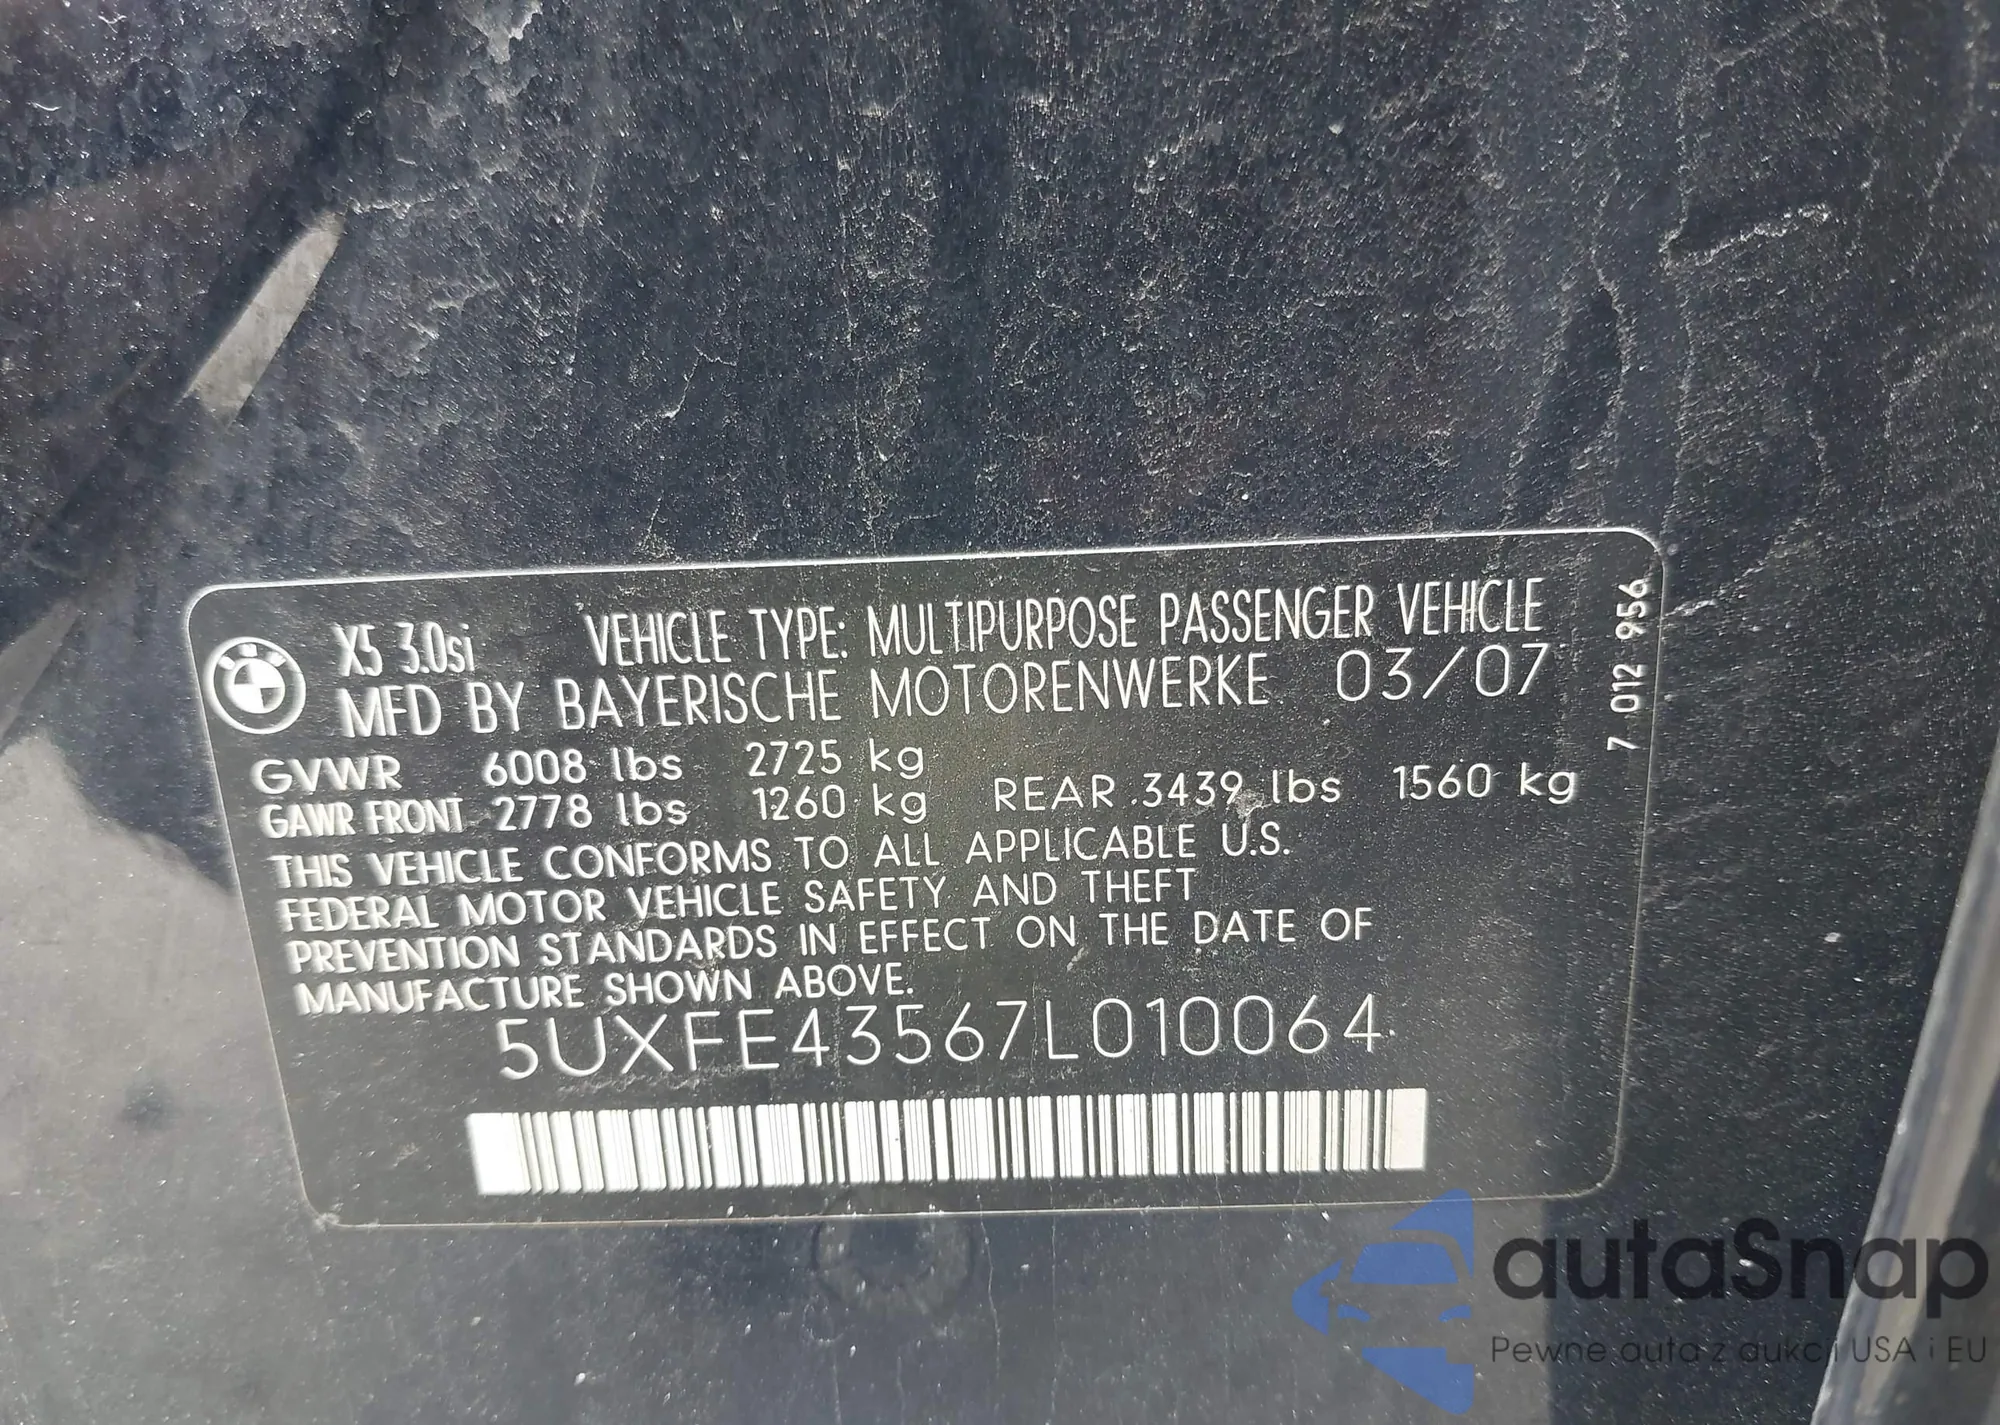 X5 3.0si VEHICLE TYPE: MULTIPURPOSE PASSENGER VEHICLE
MFD BY BAYERISCHE MOTORENWERKE 03/07
GVWR 6008 lbs 2725 kg
GAWR FRONT 2778 lbs 1260 kg REAR 3439 lbs 1560 kg
THIS VEHICLE CONFORMS TO ALL APPLICABLE U.S.
FEDERAL MOTOR VEHICLE SAFETY AND THEFT
PREVENTION STANDARDS IN EFFECT ON THE DATE OF
MANUFACTURE SHOWN ABOVE.
5UXFE43567L010064
7 012 956
autaSnap
Pewne auta z aukcji USA i EU